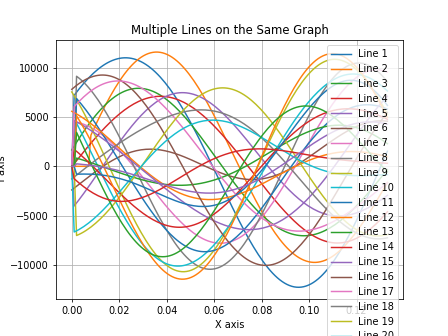 Multiple Lines on the Same Graph
10000
5000
0
−5000
−10000
0.00
0.02
0.04
0.06
0.08
0.10
X axis
Line 1
Line 2
Line 3
Line 4
Line 5
Line 6
Line 7
Line 8
Line 9
Line 10
Line 11
Line 12
Line 13
Line 14
Line 15
Line 16
Line 17
Line 18
Line 19
Line 20